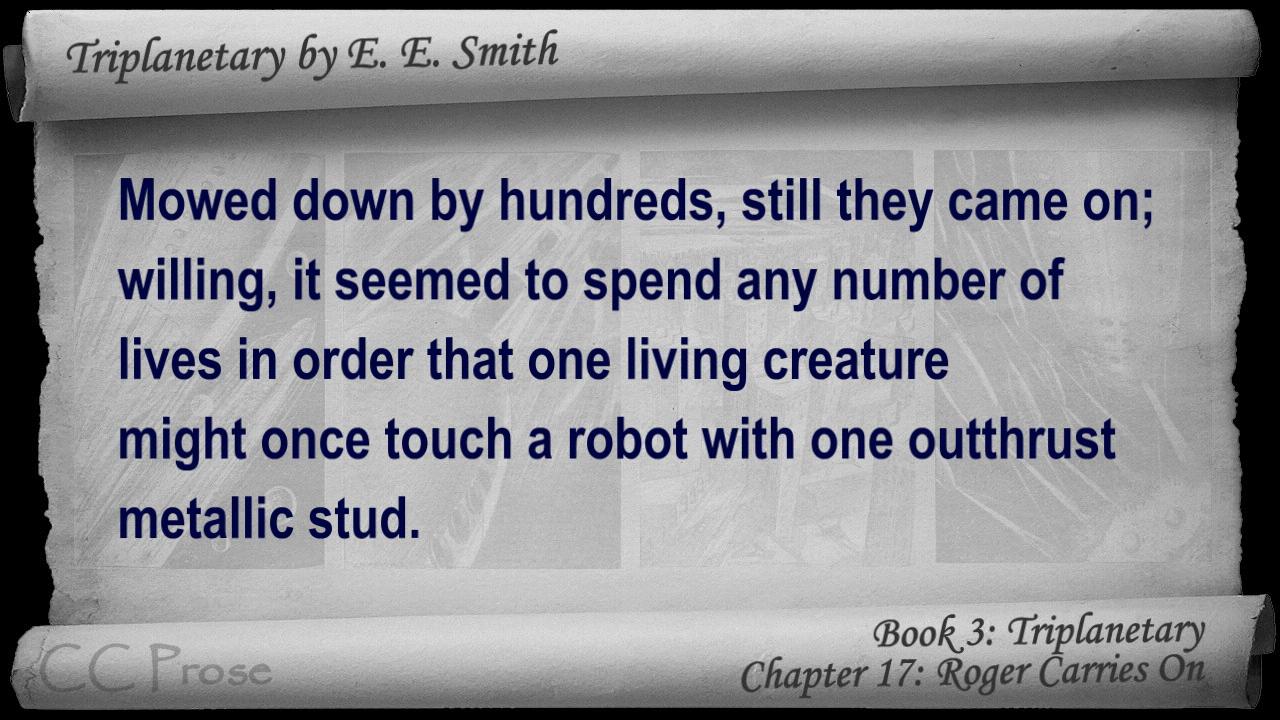 Triplanetary by E. E. Smith
Mowed down by hundreds, still they came on;
willing, it seemed to spend any number of
lives in order that one living creature
might once touch a robot with one outthrust
metallic stud.
CC Prose
Book 3: Triplanetary
Chapter 17: Roger Carries On